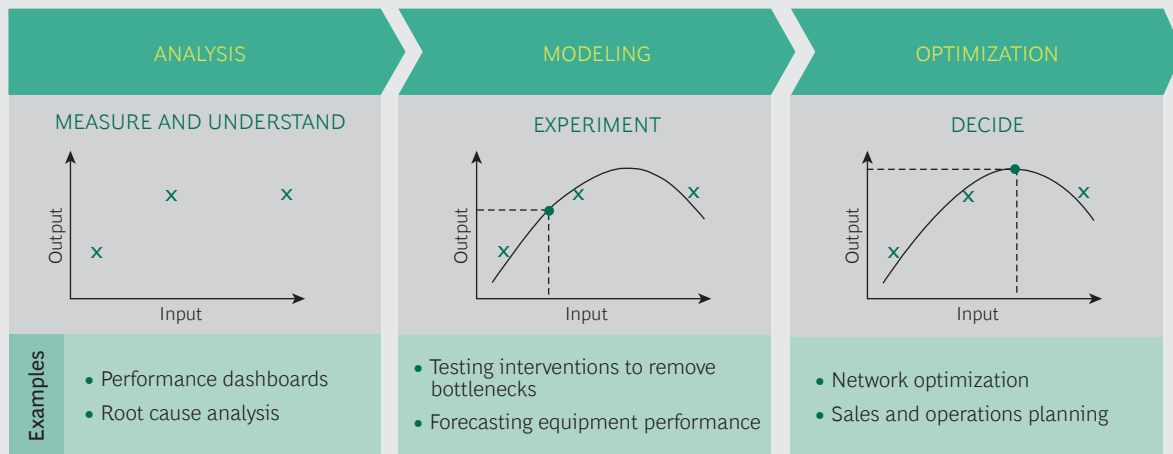 ANALYSIS
MODELING
OPTIMIZATION
MEASURE AND UNDERSTAND
x
x
x
Output
Input
EXPERIMENT
x
x
x
Output
Input
DECIDE
x
x
x
Output
Input
Examples
• Performance dashboards
• Root cause analysis
• Testing interventions to remove
bottlenecks
• Forecasting equipment performance
• Network optimization
• Sales and operations planning